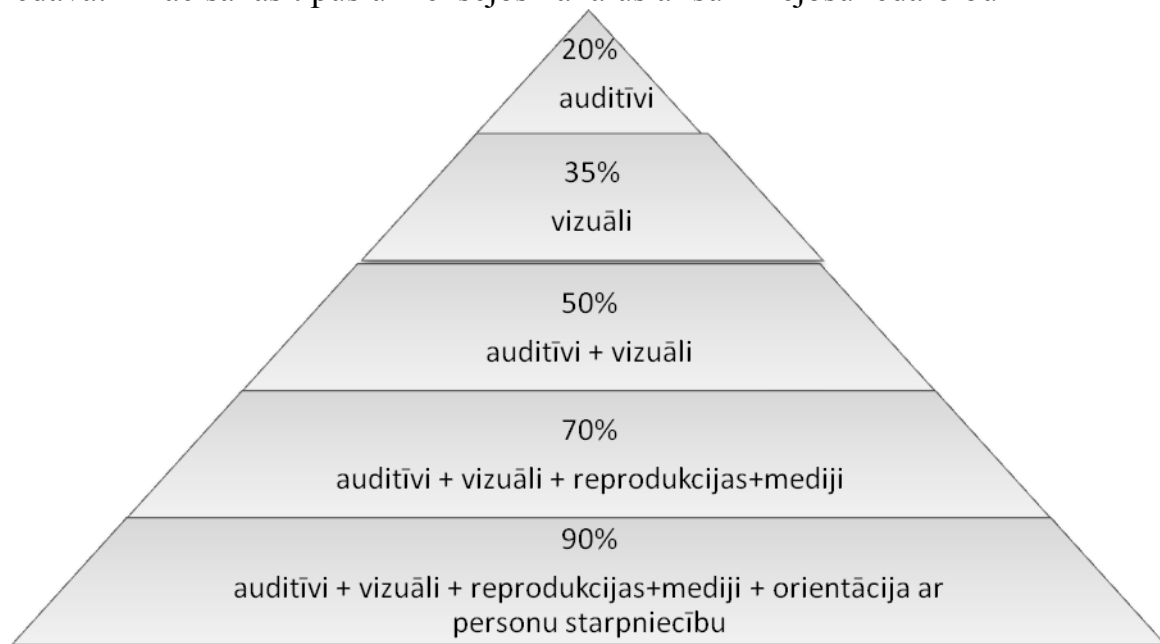 20%
auditīvi
35%
vizuāli
50%
auditīvi + vizuāli
70%
auditīvi + vizuāli + reprodukcijas+mediji
90%
auditīvi + vizuāli + reprodukcijas+mediji + orientācija ar
personu starpniecību